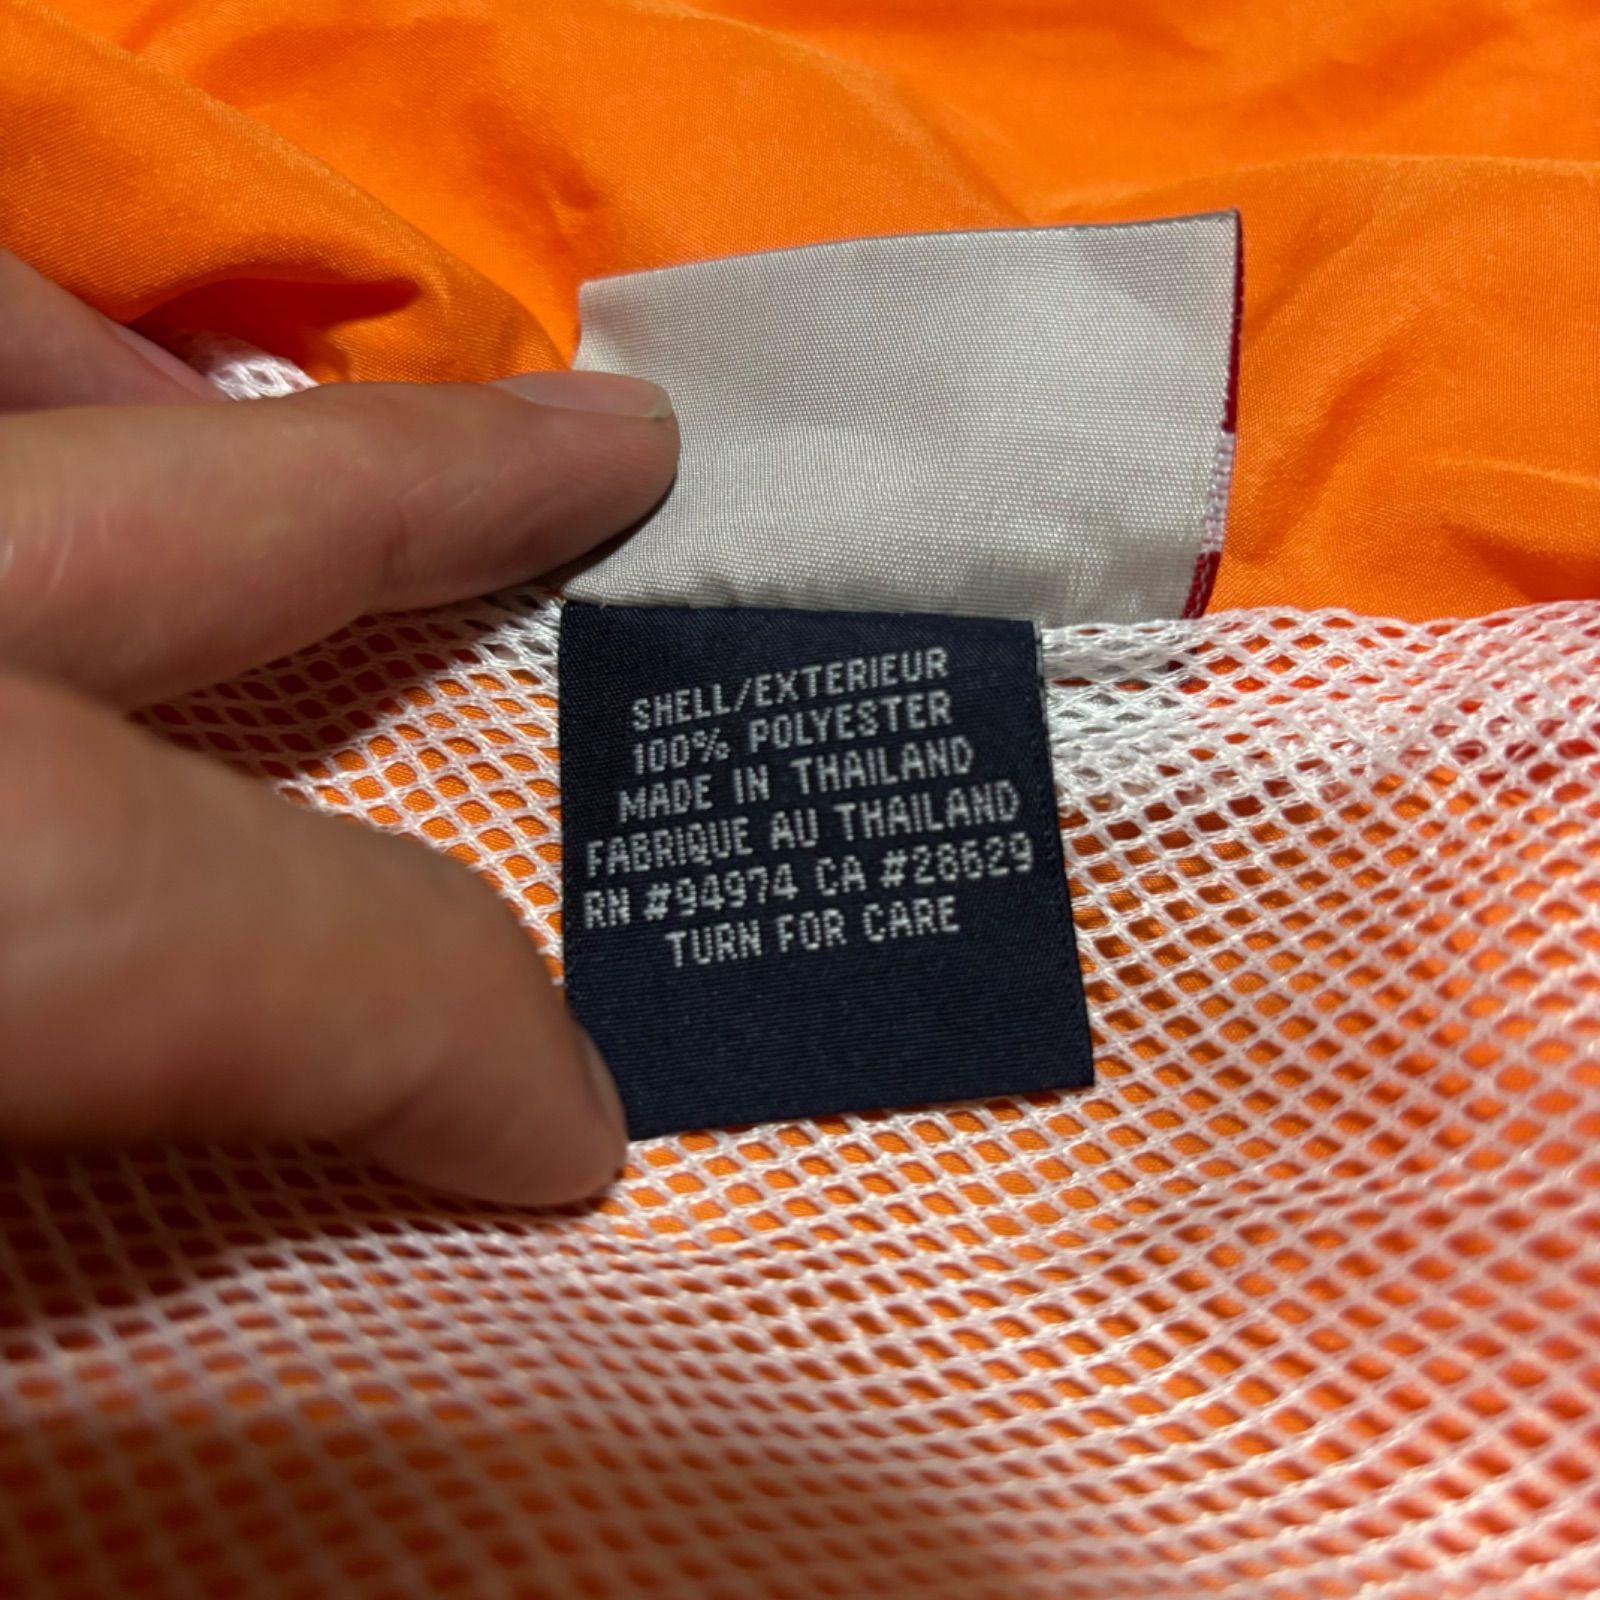 SHELL/EXTERIEUR
100% POLYESTER
MADE IN THAILAND
FABRIQUE AU THAILAND
RN #94974 CA #28629
TURN FOR CARE